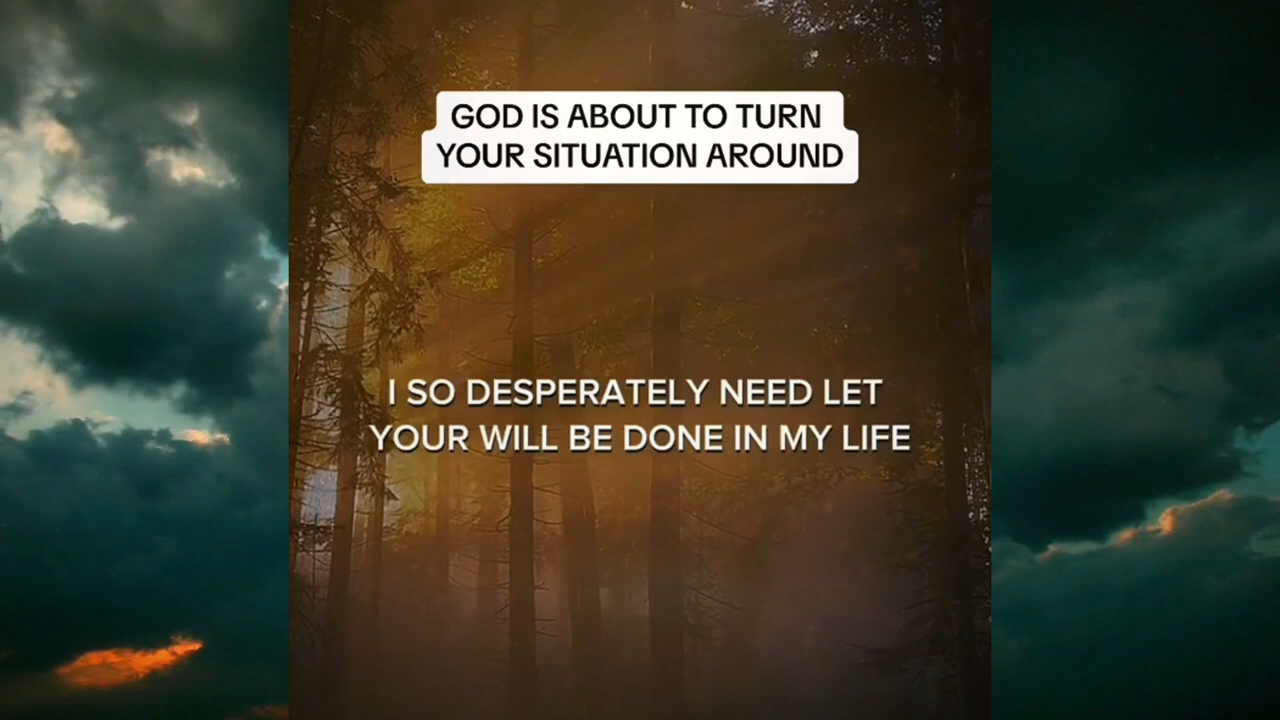 GOD IS ABOUT TO TURN
YOUR SITUATION AROUND
I SO DESPERATELY NEED LET
YOUR WILL BE DONE IN MY LIFE